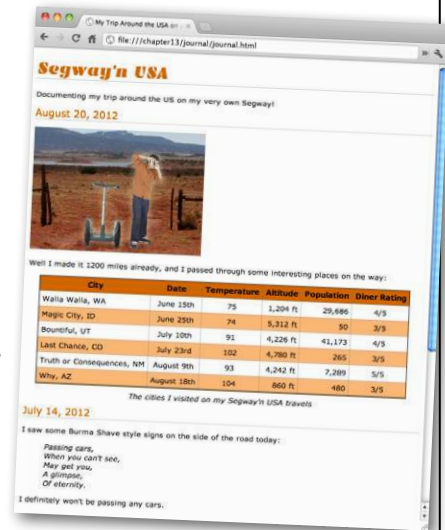 My Trip Around the USA on
file:///chapter13/journal/journal.html
Segway'n USA
Documenting my trip around the US on my very own Segway!
August 20, 2012
Well I made it 1200 miles already, and I passed through some interesting places on the way:
City Date Temperature Altitude Population Diner Rating
Walla Walla, WA June 15th 75 1,204 ft 29,686 4/5
Magic City, ID June 25th 74 5,312 ft 50 3/5
Bountiful, UT July 10th 91 4,226 ft 41,173 4/5
Last Chance, CO July 23rd 102 4,780 ft 265 3/5
Truth or Consequences, NM August 9th 93 4,242 ft 7,289 5/5
Why, AZ August 18th 104 860 ft 480 3/5
The cities I visited on my Segway'n USA travels
July 14, 2012
I saw some Burma Shave style signs on the side of the road today:
Passing cars,
When you can't see,
May get you,
A glimpse,
Of eternity.
I definitely won't be passing any cars.